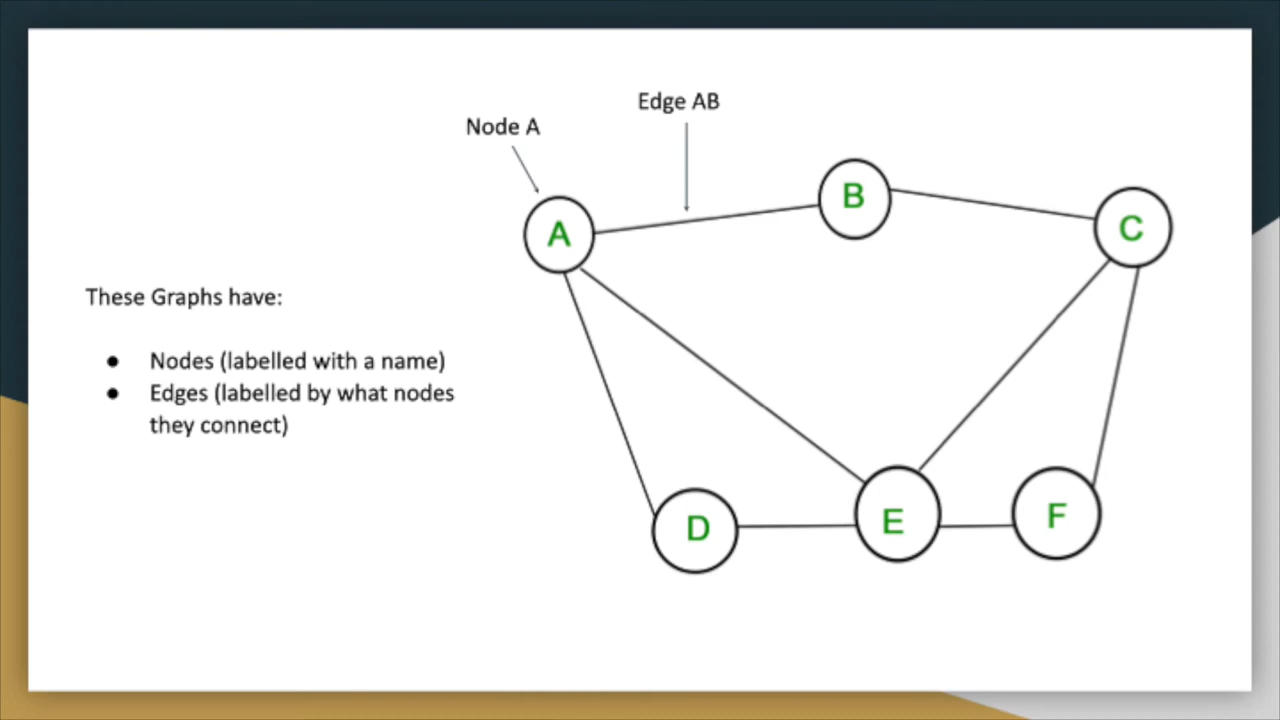 Edge AB
Node A
B
C
A
These Graphs have:
● Nodes (labelled with a name)
● Edges (labelled by what nodes
they connect)
D
E
F